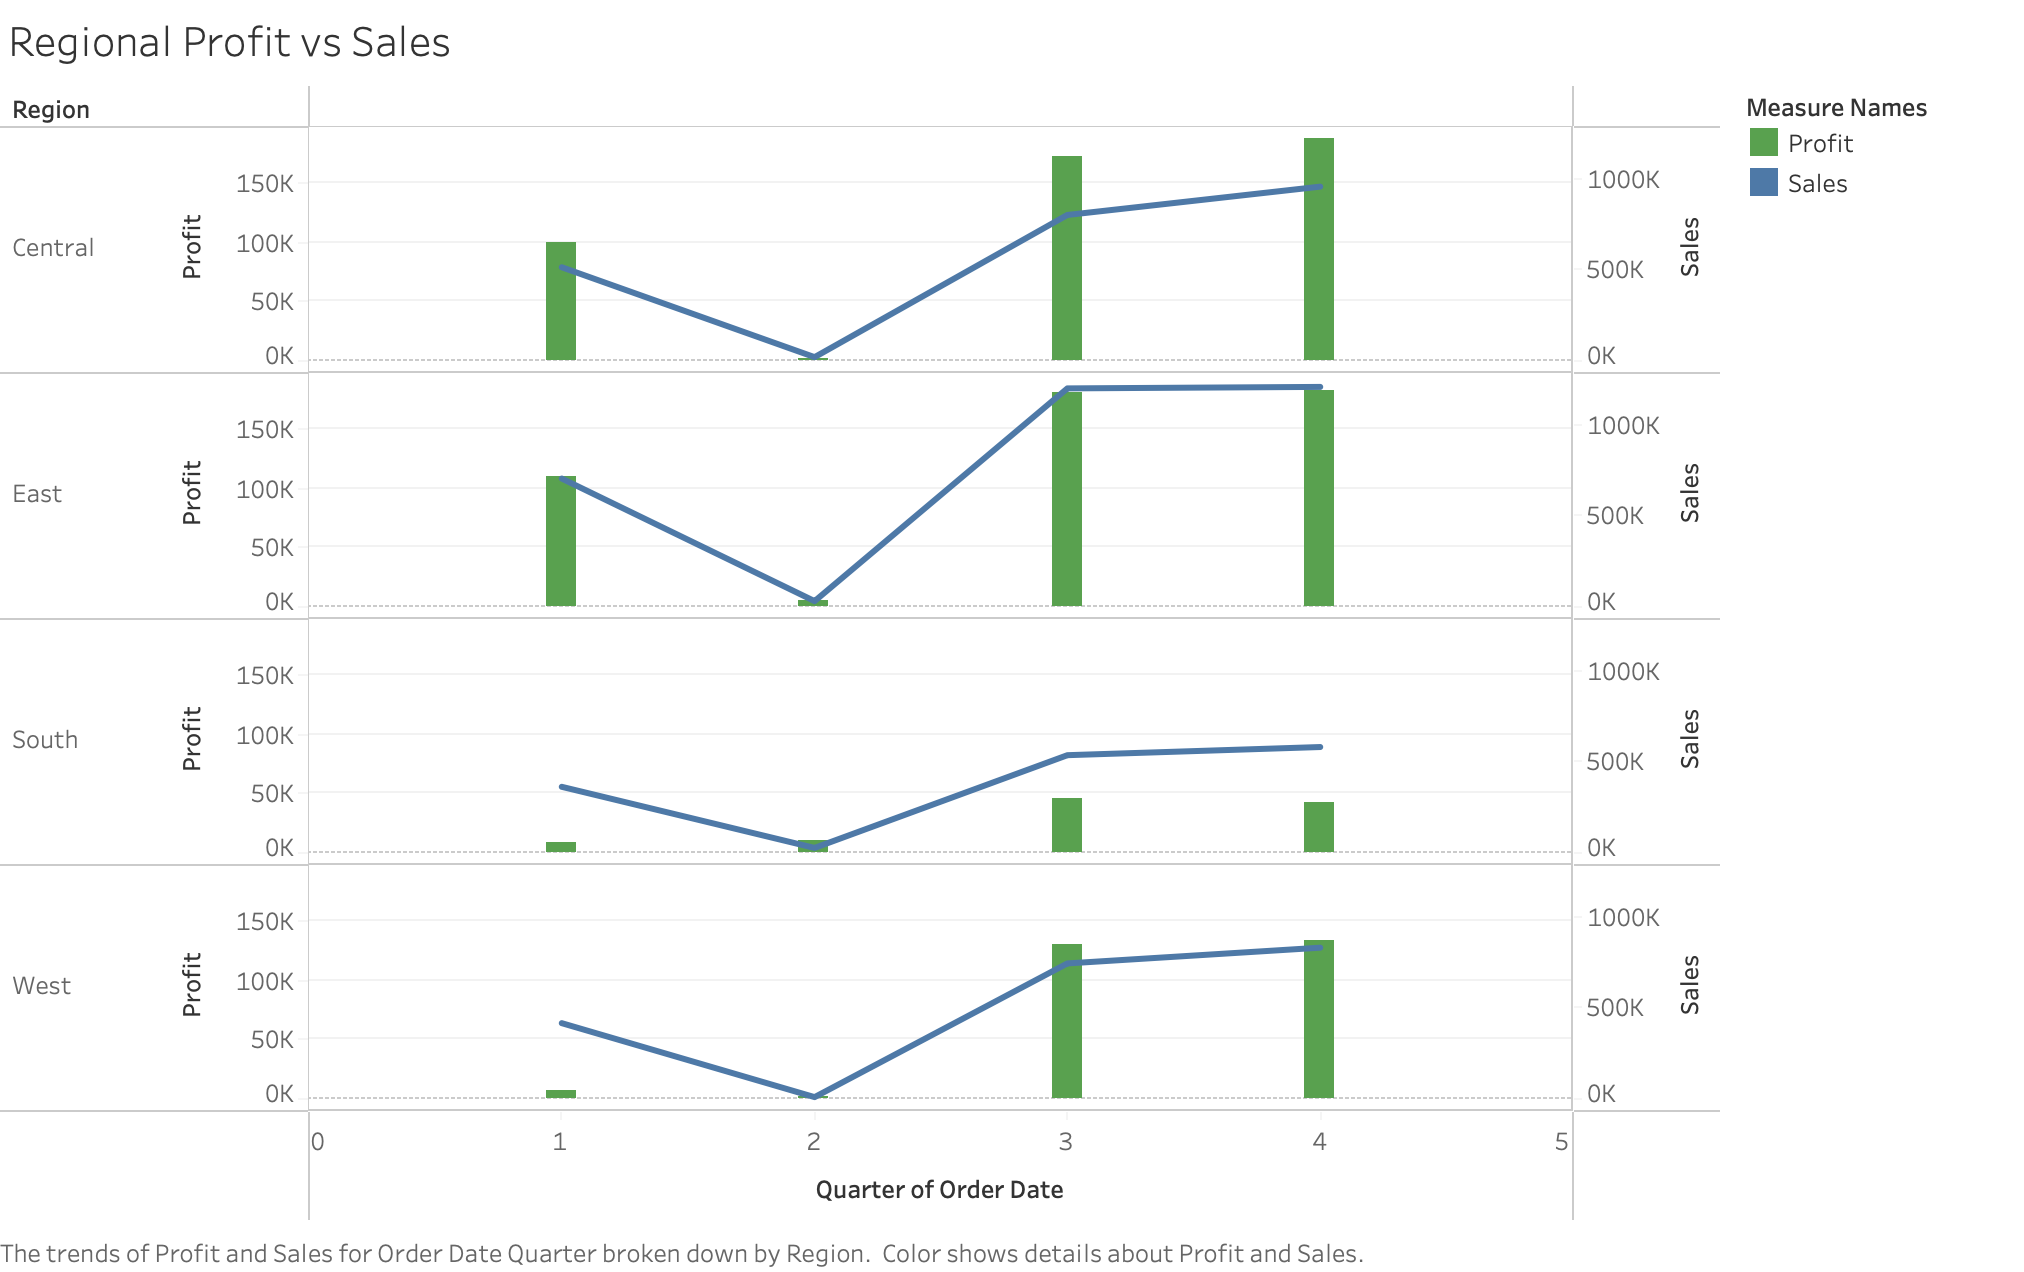 Regional Profit vs Sales
Region
Measure Names
Profit
Sales
Central
Profit
150K
100K
50K
0K
1000K
500K
0K
Sales
East
Profit
150K
100K
50K
0K
1000K
500K
0K
Sales
South
Profit
150K
100K
50K
0K
1000K
500K
0K
Sales
West
Profit
150K
100K
50K
0K
1000K
500K
0K
Sales
0 1 2 3 4 5
Quarter of Order Date
The trends of Profit and Sales for Order Date Quarter broken down by Region.  Color shows details about Profit and Sales.